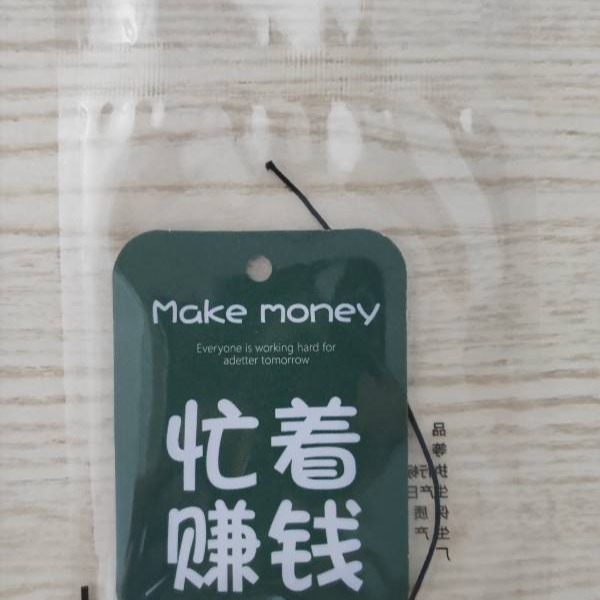 Make money
Everyone is working hard for
adetter tomorrow
忙着
赚钱